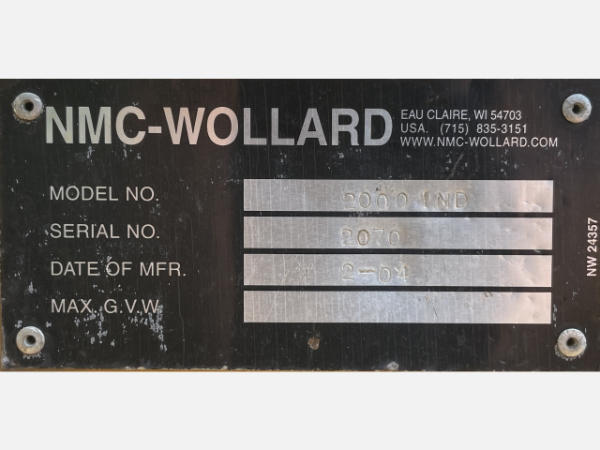 NMC-WOLLARD
EAU CLAIRE, WI 54703
USA. (715) 835-3151
WWW.NMC-WOLLARD.COM
MODEL NO. IND
SERIAL NO. 2070
DATE OF MFR. 2-04
MAX. G.V.W.
NW 24357